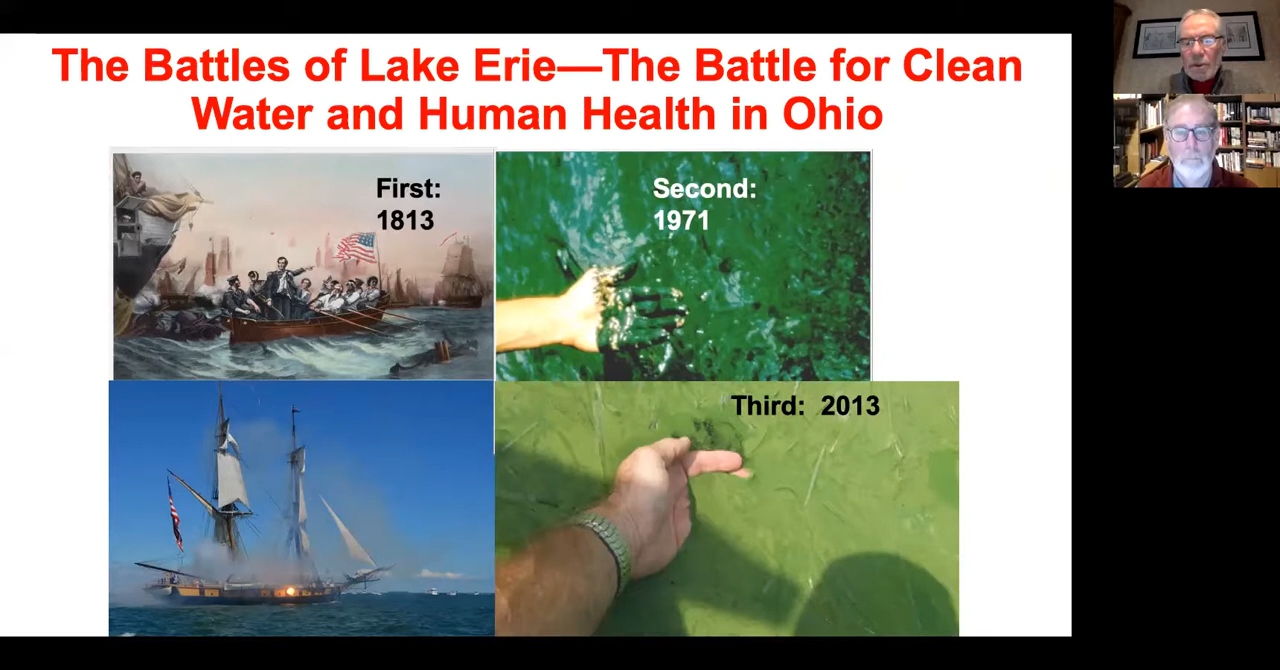 The Battles of Lake Erie—The Battle for Clean
Water and Human Health in Ohio
First:
1813
Second:
1971
Third: 2013